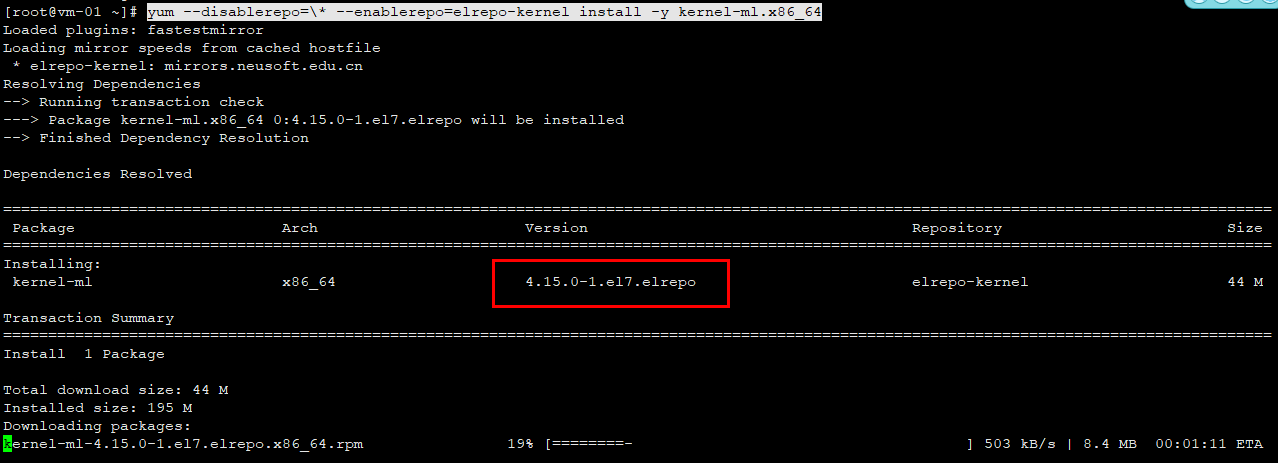 [root@vm-01 ~]# yum --disablerepo=\* --enablerepo=elrepo-kernel install -y kernel-ml.x86_64
Loaded plugins: fastestmirror
Loading mirror speeds from cached hostfile
 * elrepo-kernel: mirrors.neusoft.edu.cn
Resolving Dependencies
--> Running transaction check
---> Package kernel-ml.x86_64 0:4.15.0-1.el7.elrepo will be installed
--> Finished Dependency Resolution
Dependencies Resolved
================================================================================
Package Arch Version Repository Size
================================================================================
Installing:
kernel-ml x86_64 4.15.0-1.el7.elrepo elrepo-kernel 44 M
Transaction Summary
================================================================================
Install  1 Package
Total download size: 44 M
Installed size: 195 M
Downloading packages:
kernel-ml-4.15.0-1.el7.elrepo.x86_64.rpm 19% [========- ] 503 kB/s | 8.4 MB 00:01:11 ETA